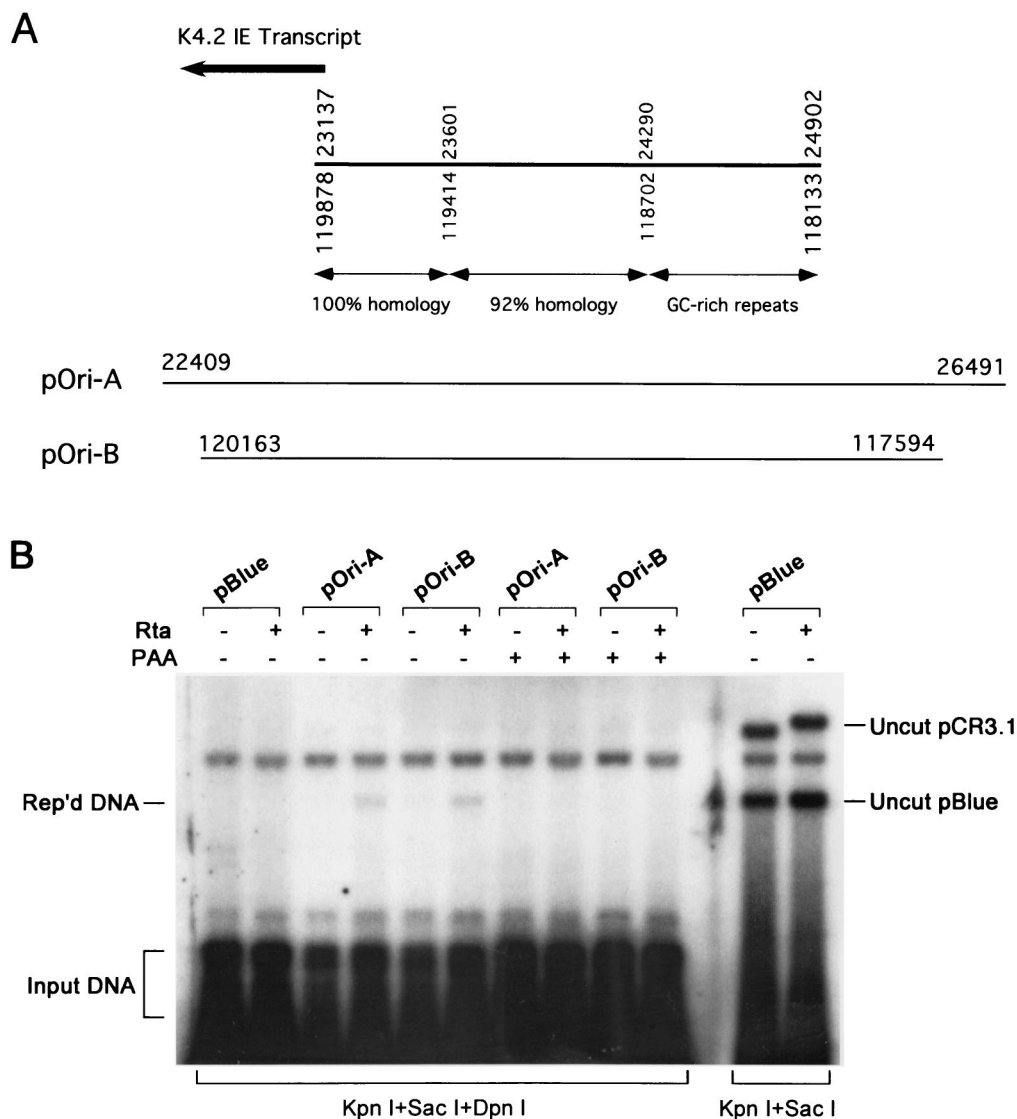 A
K4.2 IE Transcript
23137 23601 24290 24902
119878 119414 118702 118133
100% homology 92% homology GC-rich repeats
pOri-A 22409 26491
pOri-B 120163 117594
B
pBlue pOri-A pOri-B pOri-A pOri-B pBlue
Rta - + - + - + - + - + - +
PAA - - - - - - + + + + - -
Uncut pCR3.1
Rep'd DNA Uncut pBlue
Input DNA
Kpn I+Sac I+Dpn I Kpn I+Sac I